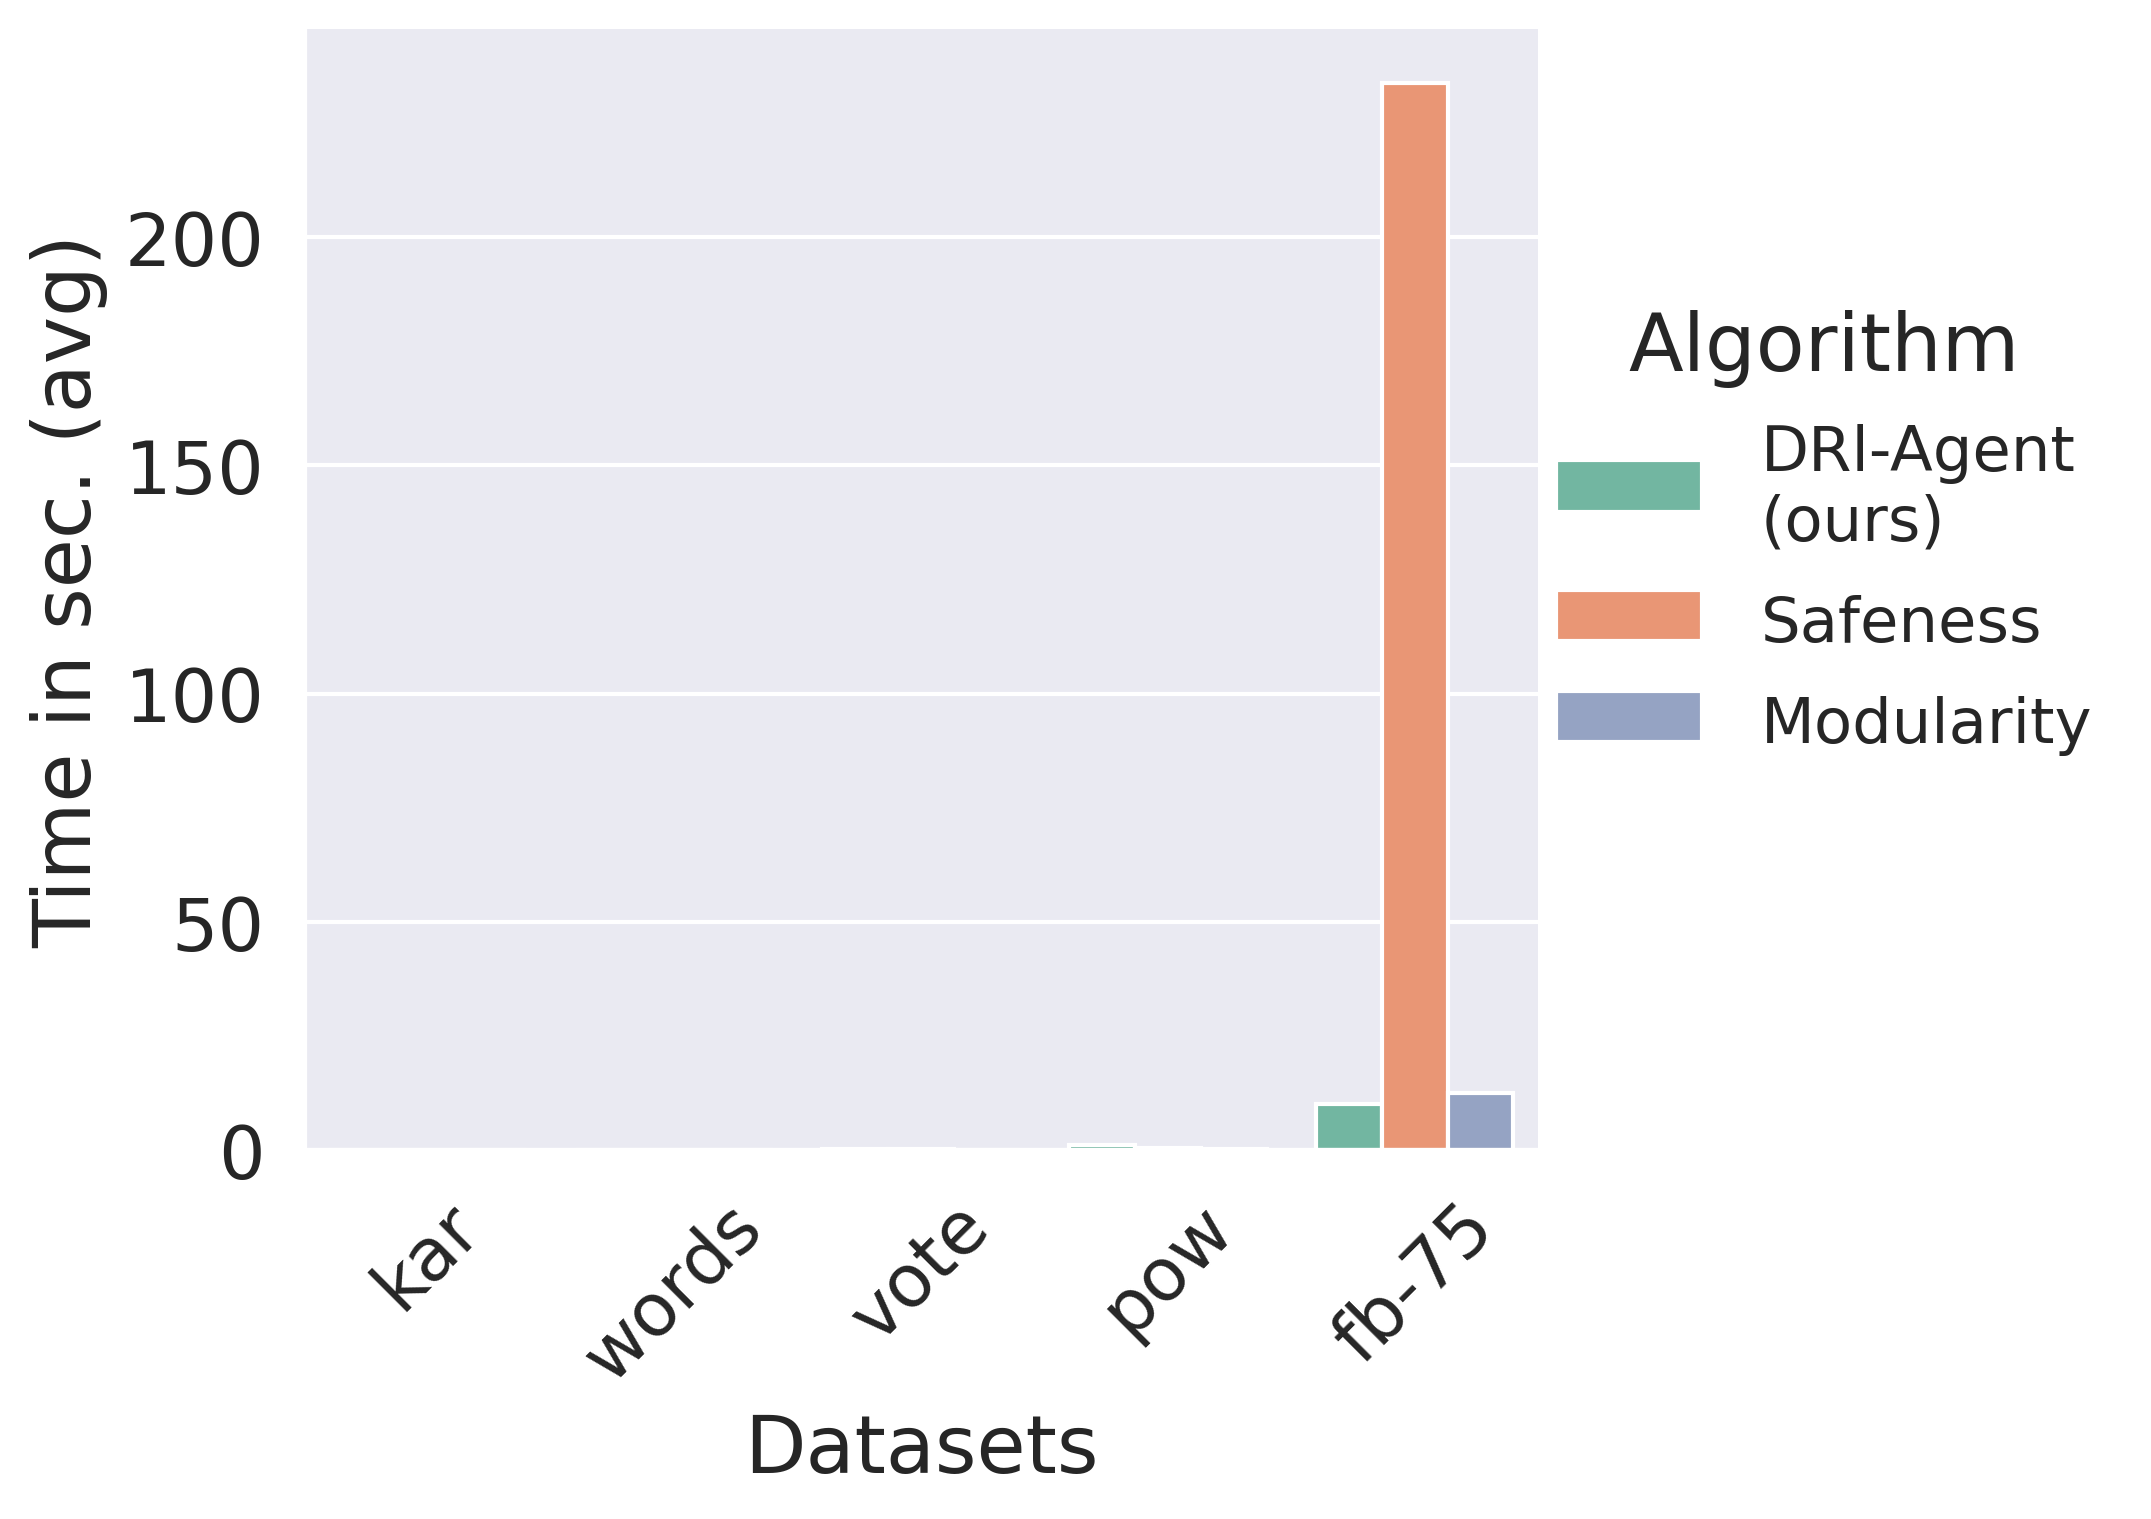 Time in sec. (avg)
200
150
100
50
0
kar
words
vote
pow
fb-75
Datasets
Algorithm
DRl-Agent
(ours)
Safeness
Modularity